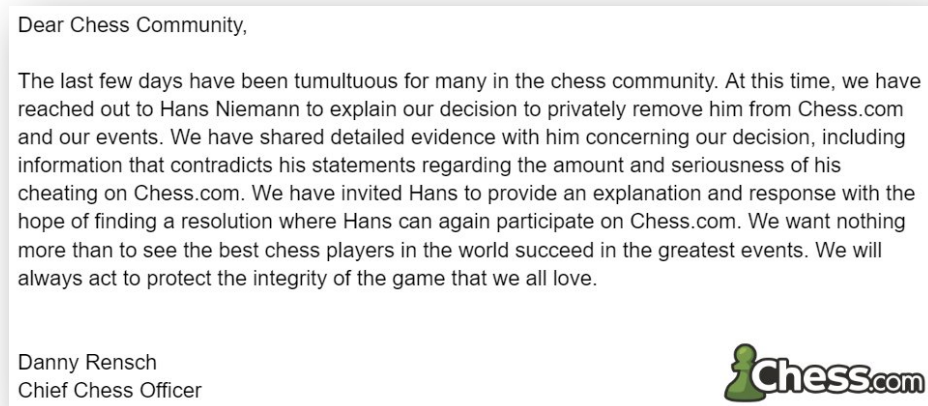 Dear Chess Community,
The last few days have been tumultuous for many in the chess community. At this time, we have
reached out to Hans Niemann to explain our decision to privately remove him from Chess.com
and our events. We have shared detailed evidence with him concerning our decision, including
information that contradicts his statements regarding the amount and seriousness of his
cheating on Chess.com. We have invited Hans to provide an explanation and response with the
hope of finding a resolution where Hans can again participate on Chess.com. We want nothing
more than to see the best chess players in the world succeed in the greatest events. We will
always act to protect the integrity of the game that we all love.
Danny Rensch
Chief Chess Officer
Chess.com